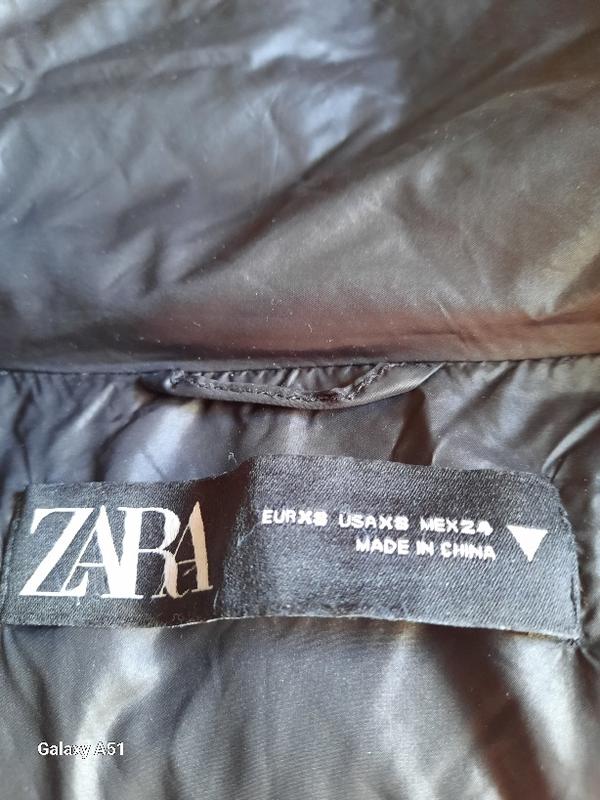 ZARA
EUR XS USA XS MEX 24
MADE IN CHINA
Galaxy A51